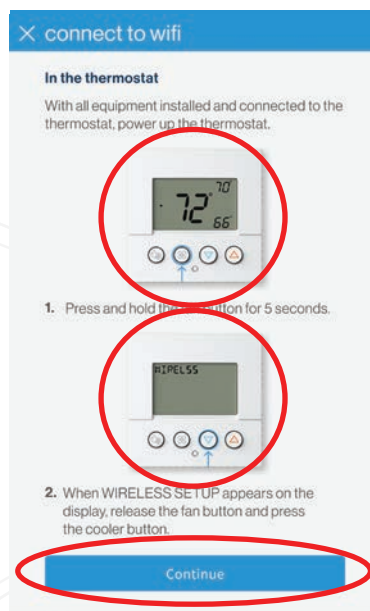 connect to wifi
In the thermostat
With all equipment installed and connected to the
thermostat, power up the thermostat.
70
72
66
1. Press and hold the button for 5 seconds.
2. When WIRELESS SETUP appears on the
display, release the fan button and press
the cooler button.
Continue